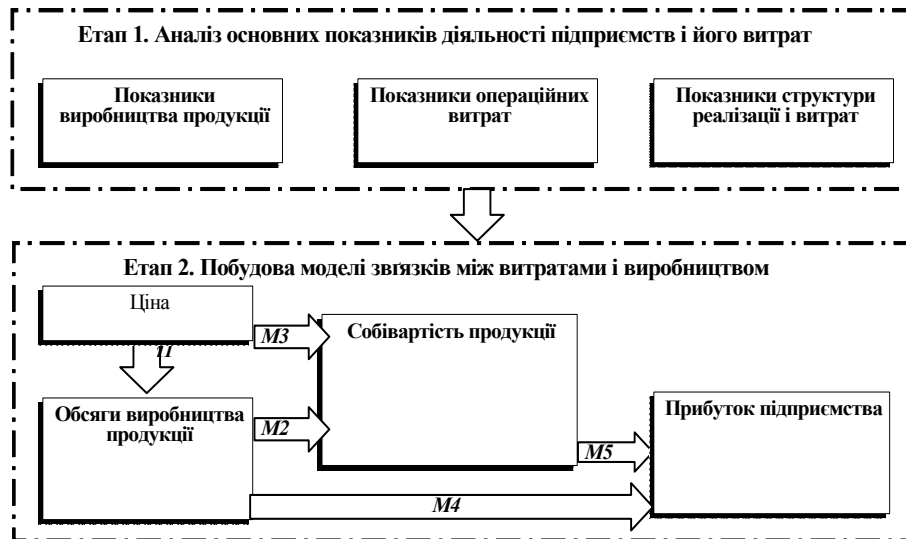 Етап 1. Аналіз основних показників діяльності підприємств і його витрат
Показники
виробництва продукції
Показники операційних
витрат
Показники структури
реалізації і витрат
Етап 2. Побудова моделі звґязків між витратами і виробництвом
Ціна
М3
Собівартість продукції
Обсяги виробництва
продукції
М2
Прибуток підприємства
М5
М4